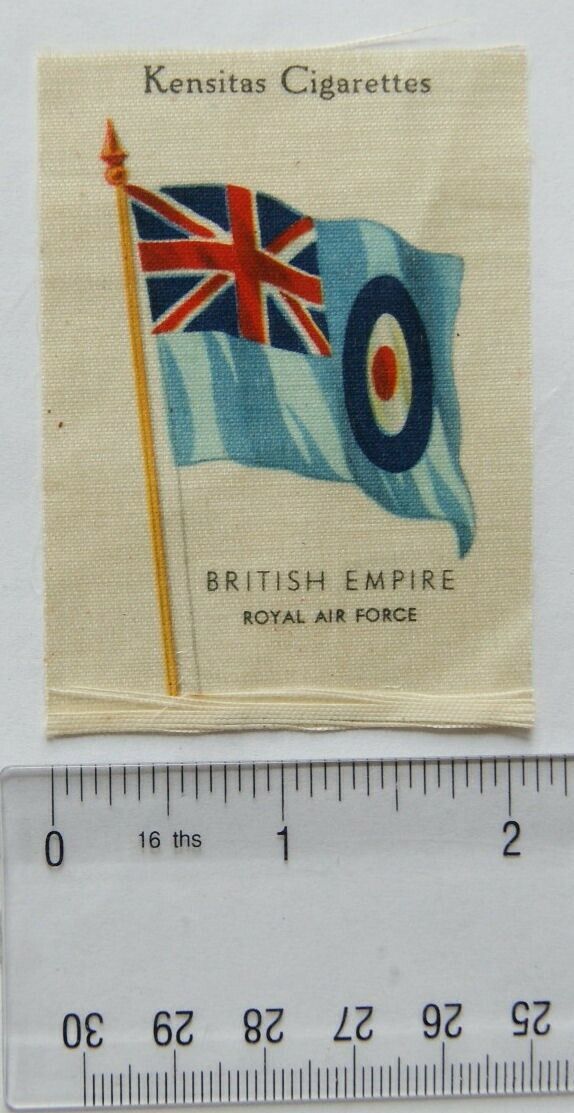 Kensitas Cigarettes
BRITISH EMPIRE
ROYAL AIR FORCE
0 16 ths 1 2
30 29 28 27 26 25